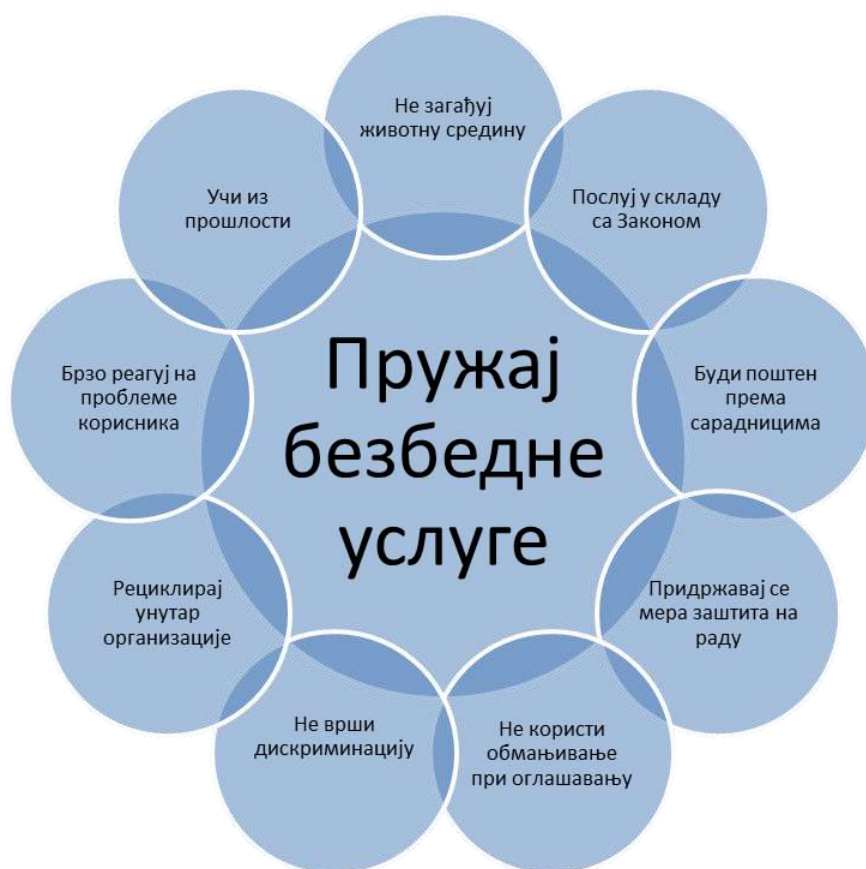 Не загађуј
животну средину
Послуј у складу
са Законом
Буди поштен
према
сарадницима
Придржавај се
мера заштита на
раду
Не користи
обмањивање
при оглашавању
Не врши
дискриминацију
Рециклирај
унутар
организације
Брзо реагуј на
проблеме
корисника
Учи из
прошлости
Пружај
безбедне
услуге